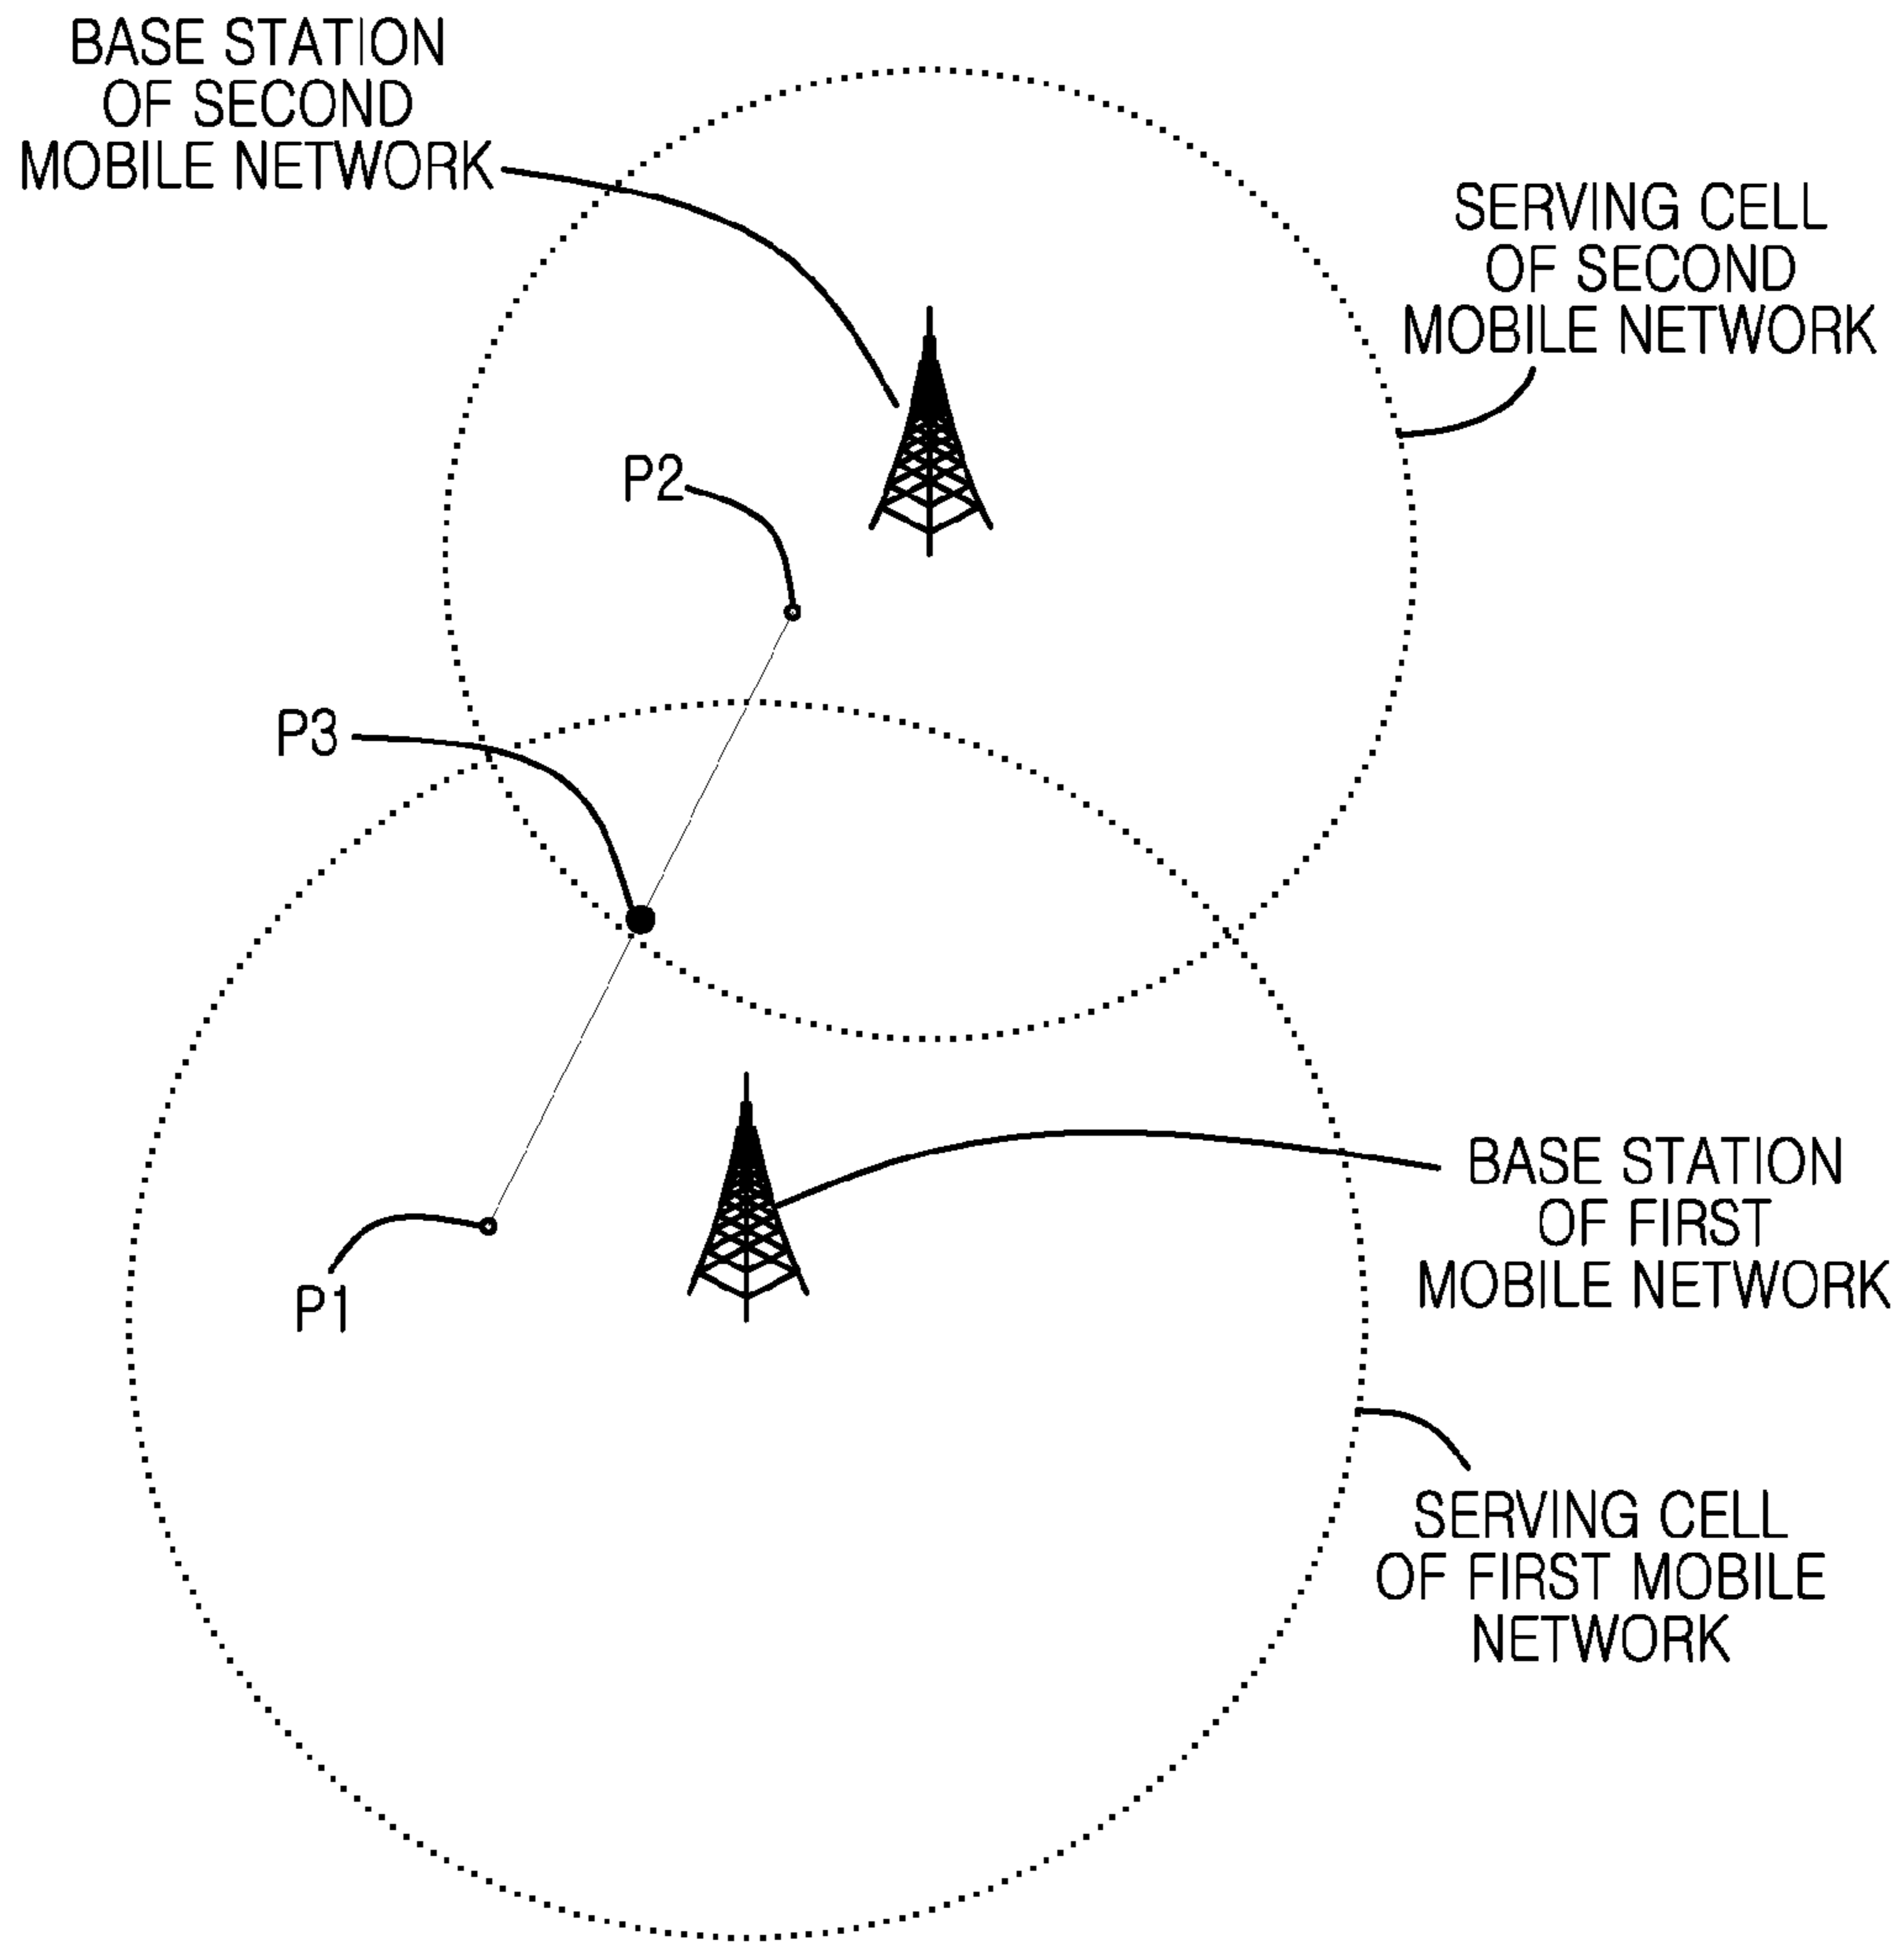 BASE STATION
OF SECOND
MOBILE NETWORK
SERVING CELL
OF SECOND
MOBILE NETWORK
P2
P3
BASE STATION
OF FIRST
MOBILE NETWORK
P1
SERVING CELL
OF FIRST MOBILE
NETWORK